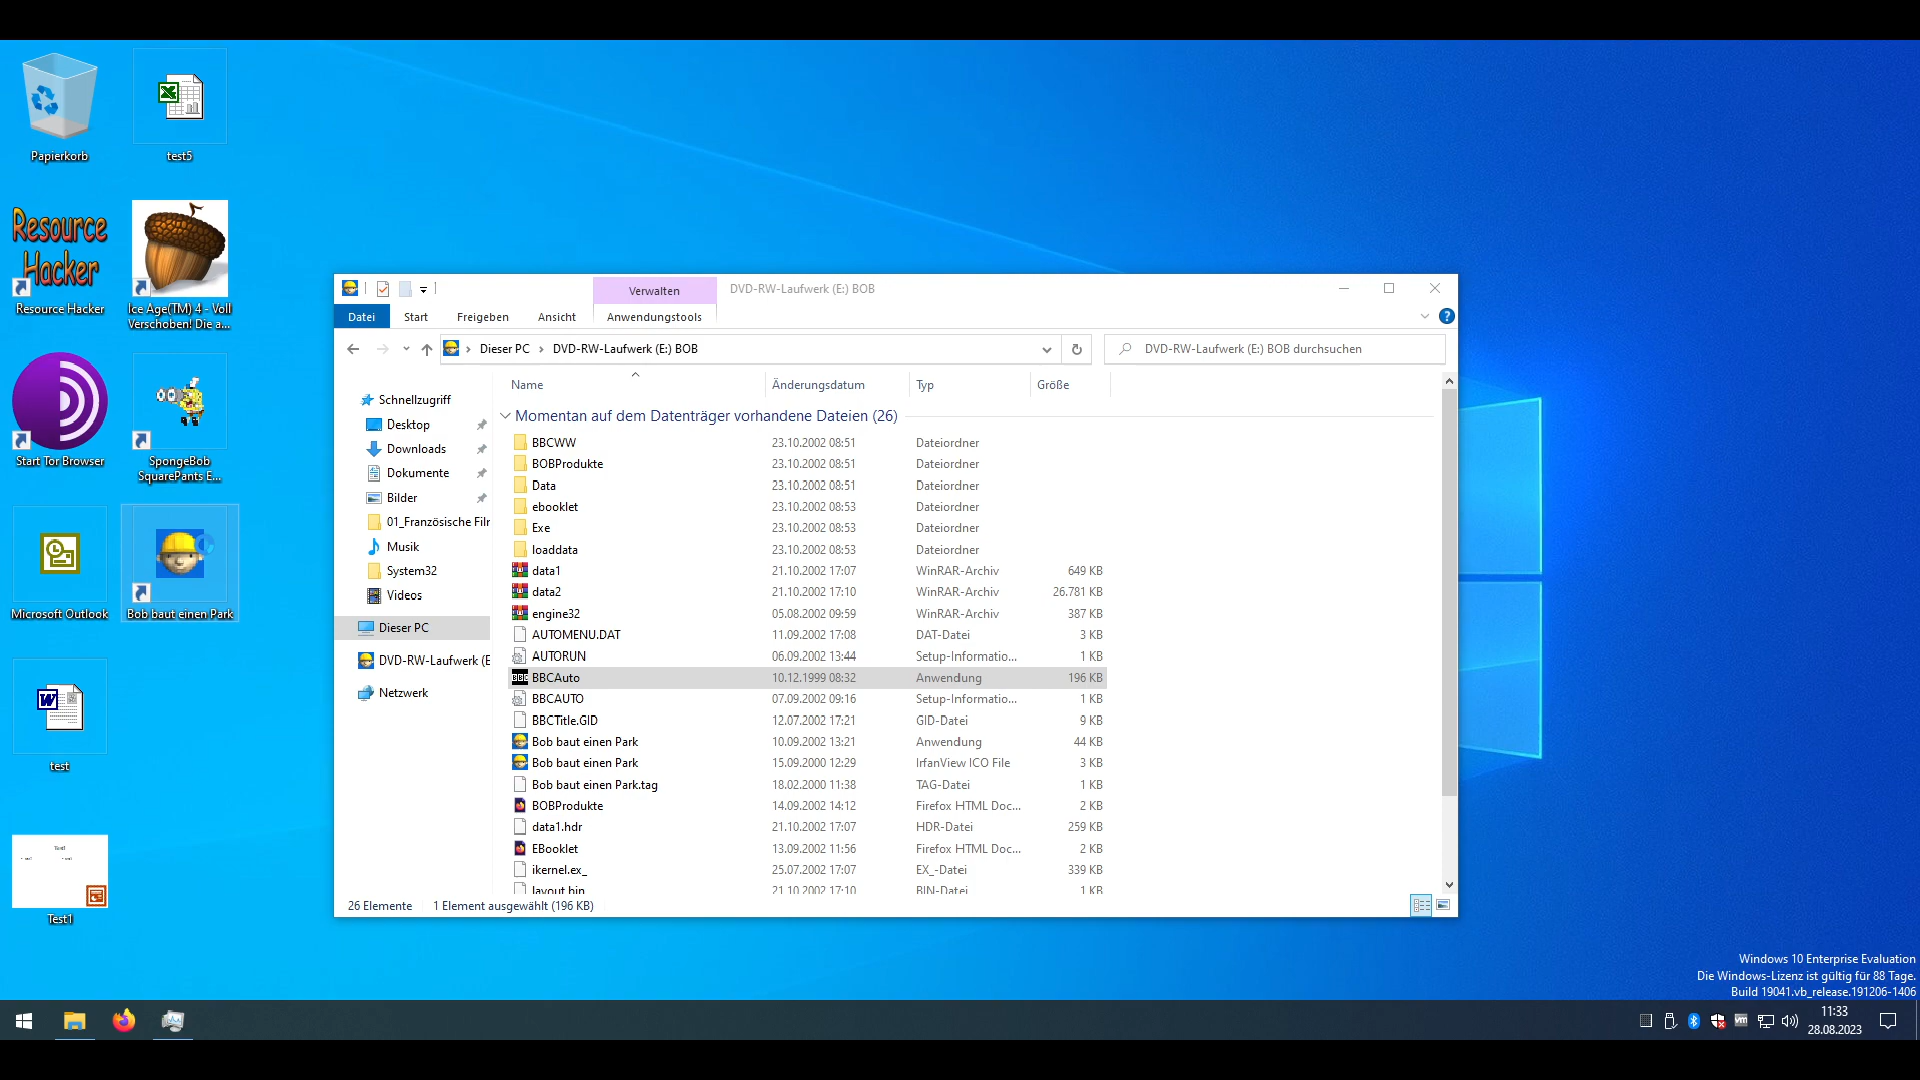 Papierkorb
test5
Resource
Hacker
Resource Hacker
Ice Age(TM) 4 - Voll
Verschoben! Die a...
Start Tor Browser
SpongeBob
SquarePants E...
Microsoft Outlook
Bob baut einen Park
test
Test1
Verwalten
DVD-RW-Laufwerk (E:) BOB
Datei
Start
Freigeben
Ansicht
Anwendungstools
Dieser PC
DVD-RW-Laufwerk (E:) BOB
DVD-RW-Laufwerk (E:) BOB durchsuchen
Schnellzugriff
Desktop
Downloads
Dokumente
Bilder
01_Französische Filr
Musik
System32
Videos
Dieser PC
DVD-RW-Laufwerk (E
Netzwerk
Name Änderungsdatum Typ Größe
Momentan auf dem Datenträger vorhandene Dateien (26)
BBCWW 23.10.2002 08:51 Dateiordner
BOBProdukte 23.10.2002 08:51 Dateiordner
Data 23.10.2002 08:51 Dateiordner
ebooklet 23.10.2002 08:53 Dateiordner
Exe 23.10.2002 08:53 Dateiordner
loaddata 23.10.2002 08:53 Dateiordner
data1 21.10.2002 17:07 WinRAR-Archiv 649 KB
data2 21.10.2002 17:10 WinRAR-Archiv 26.781 KB
engine32 05.08.2002 09:59 WinRAR-Archiv 387 KB
AUTOMENU.DAT 11.09.2002 17:08 DAT-Datei 3 KB
AUTORUN 06.09.2002 13:44 Setup-Informatio... 1 KB
BBCAuto 10.12.1999 08:32 Anwendung 196 KB
BBCAUTO 07.09.2002 09:16 Setup-Informatio... 1 KB
BBCTitle.GID 12.07.2002 17:21 GID-Datei 9 KB
Bob baut einen Park 10.09.2002 13:21 Anwendung 44 KB
Bob baut einen Park 15.09.2000 12:29 IrfanView ICO File 3 KB
Bob baut einen Park.tag 18.02.2000 11:38 TAG-Datei 1 KB
BOBProdukte 14.09.2002 14:12 Firefox HTML Doc... 2 KB
data1.hdr 21.10.2002 17:07 HDR-Datei 259 KB
EBooklet 13.09.2002 11:56 Firefox HTML Doc... 2 KB
ikernel.ex_ 25.07.2002 17:07 EX_-Datei 339 KB
layout.bin 21.10.2002 17:10 BIN-Datei 1 KB
26 Elemente 1 Element ausgewählt (196 KB)
Windows 10 Enterprise Evaluation
Die Windows-Lizenz ist gültig für 88 Tage.
Build 19041.vb_release.191206-1406
11:33
28.08.2023